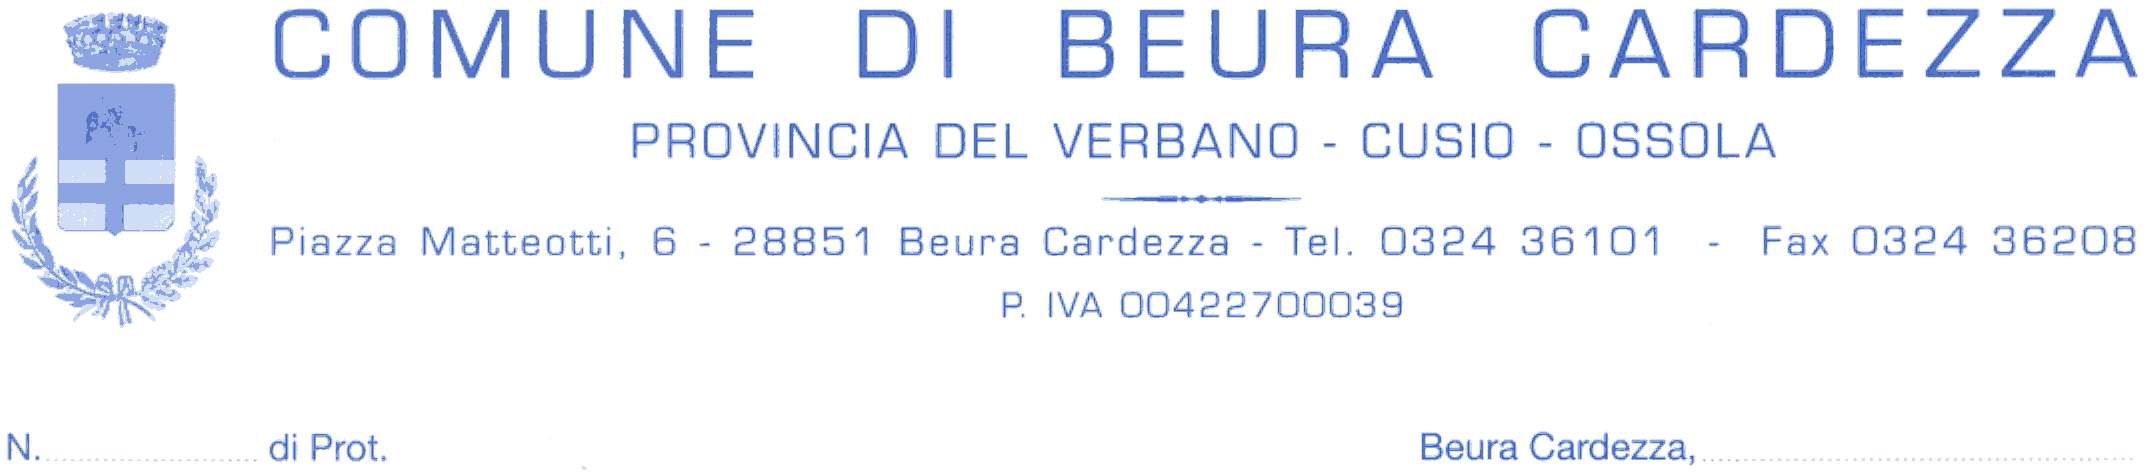 COMUNE DI BEURA CARDEZZA
PROVINCIA DEL VERBANO - CUSIO - OSSOLA
Piazza Matteotti, 6 - 28851 Beura Cardezza - Tel. 0324 36101 - Fax 0324 36208
P. IVA 00422700039
N. .................... di Prot. Beura Cardezza, ........................................